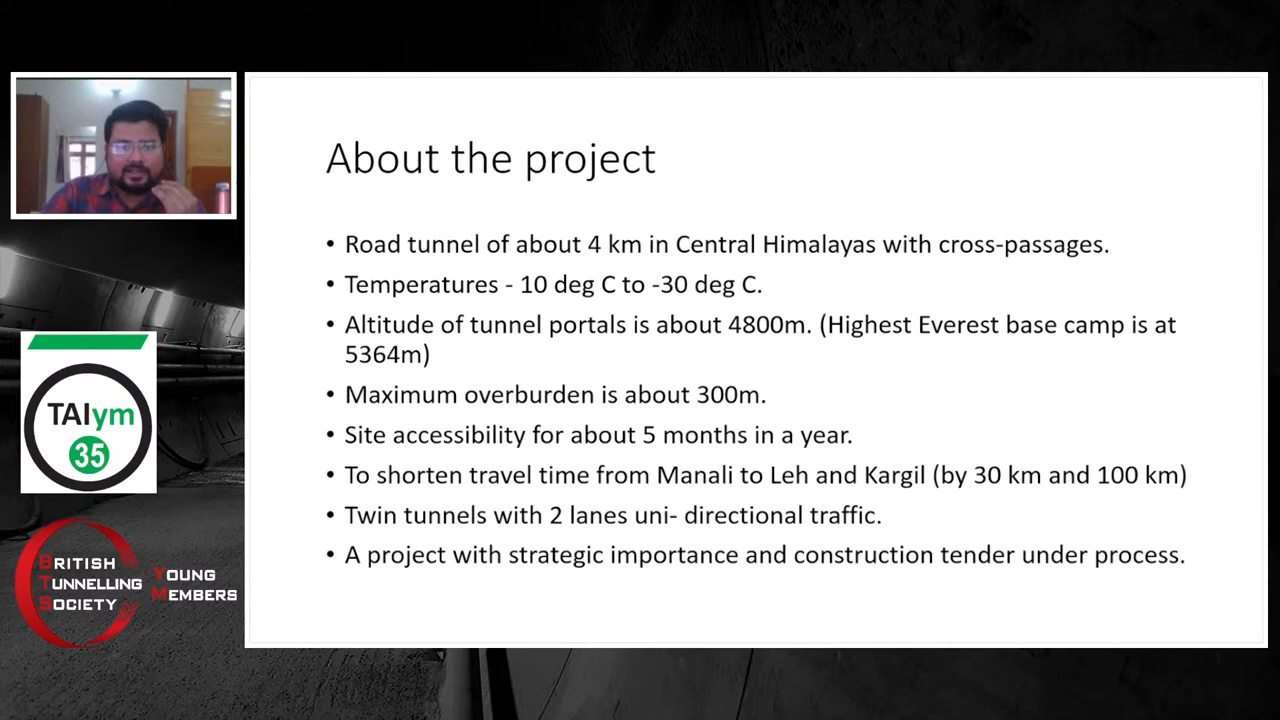 About the project
• Road tunnel of about 4 km in Central Himalayas with cross-passages.
• Temperatures - 10 deg C to -30 deg C.
• Altitude of tunnel portals is about 4800m. (Highest Everest base camp is at
5364m)
• Maximum overburden is about 300m.
• Site accessibility for about 5 months in a year.
• To shorten travel time from Manali to Leh and Kargil (by 30 km and 100 km)
• Twin tunnels with 2 lanes uni- directional traffic.
• A project with strategic importance and construction tender under process.
TAIym
35
BRITISH
TUNNELLING
SOCIETY
YOUNG
MEMBERS